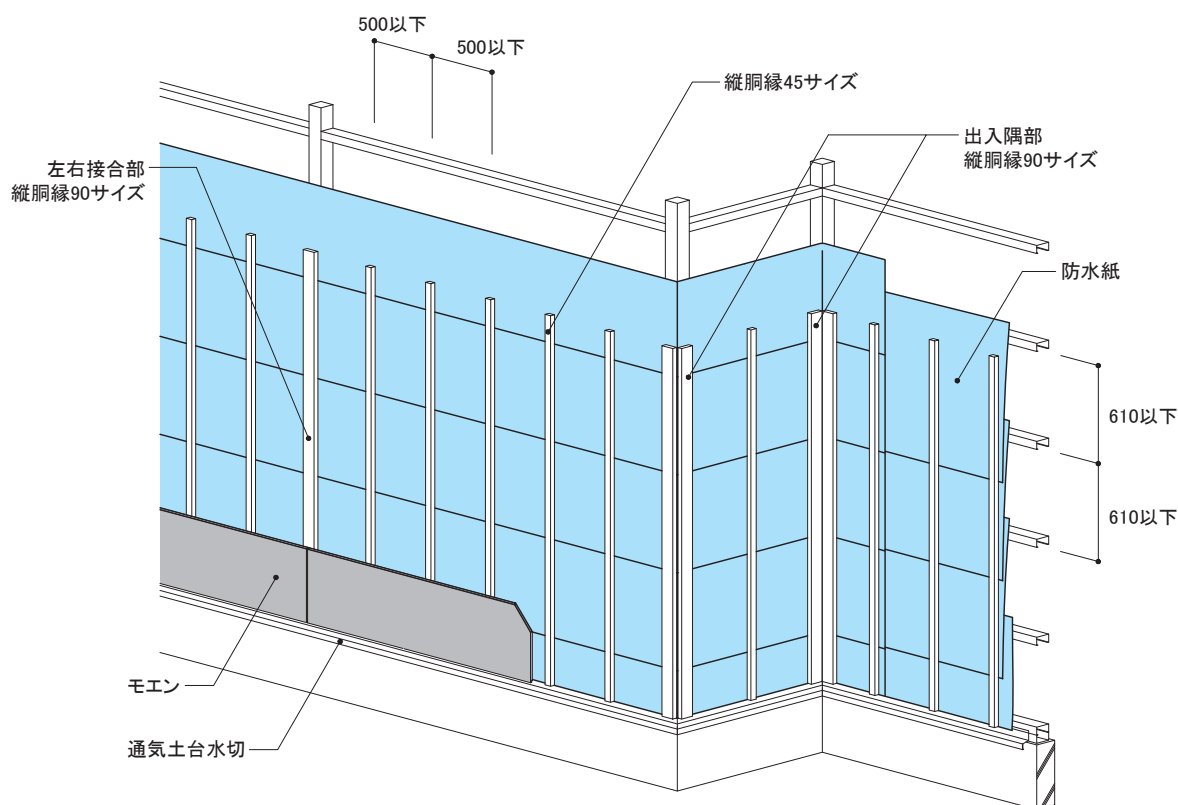 500以下
500以下
縦胴縁45サイズ
出入隅部
縦胴縁90サイズ
左右接合部
縦胴縁90サイズ
防水紙
610以下
610以下
モエン
通気土台水切